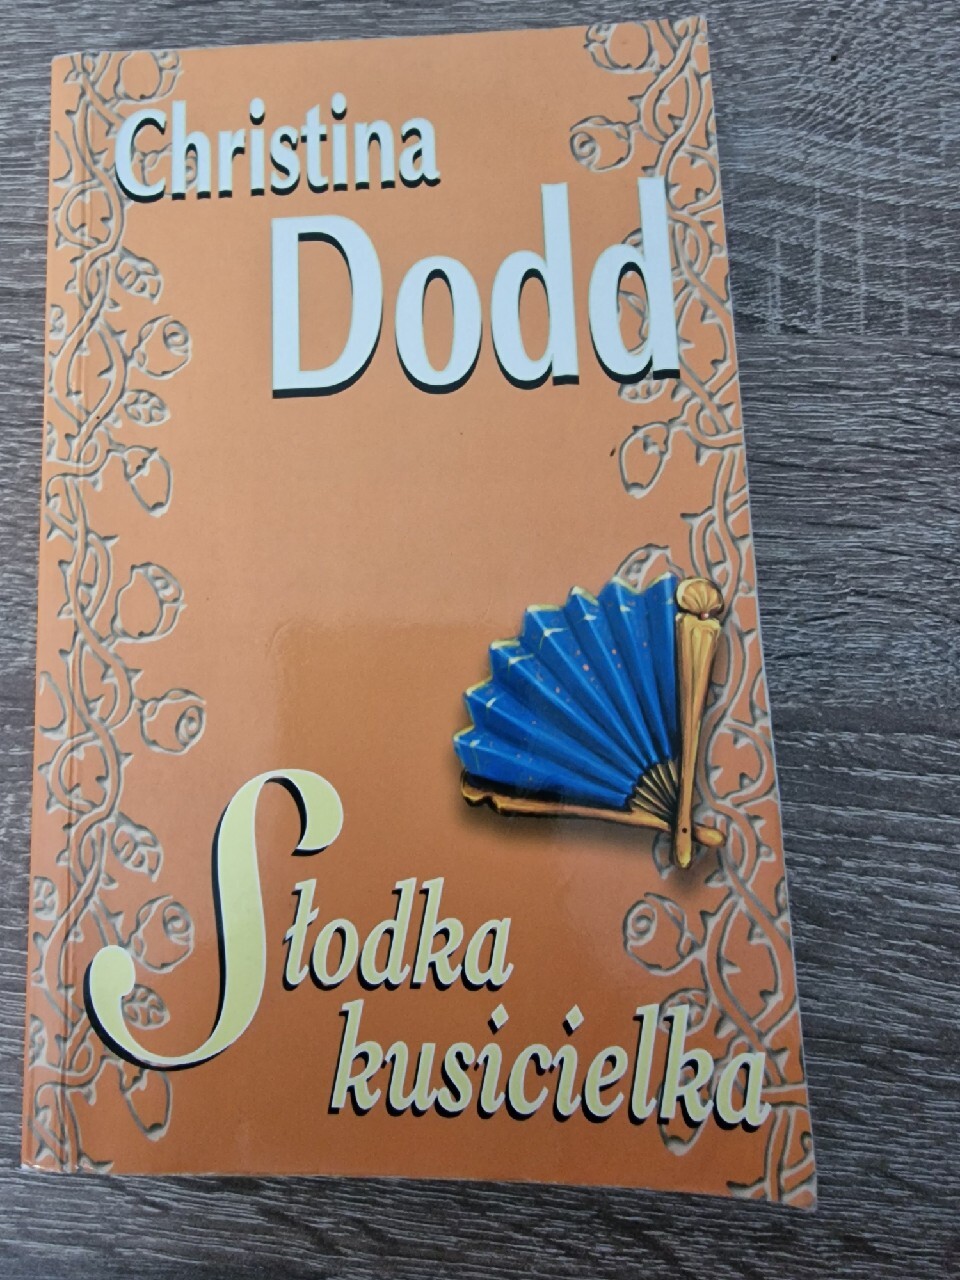 Christina
Dodd
Słodka
kusicielka